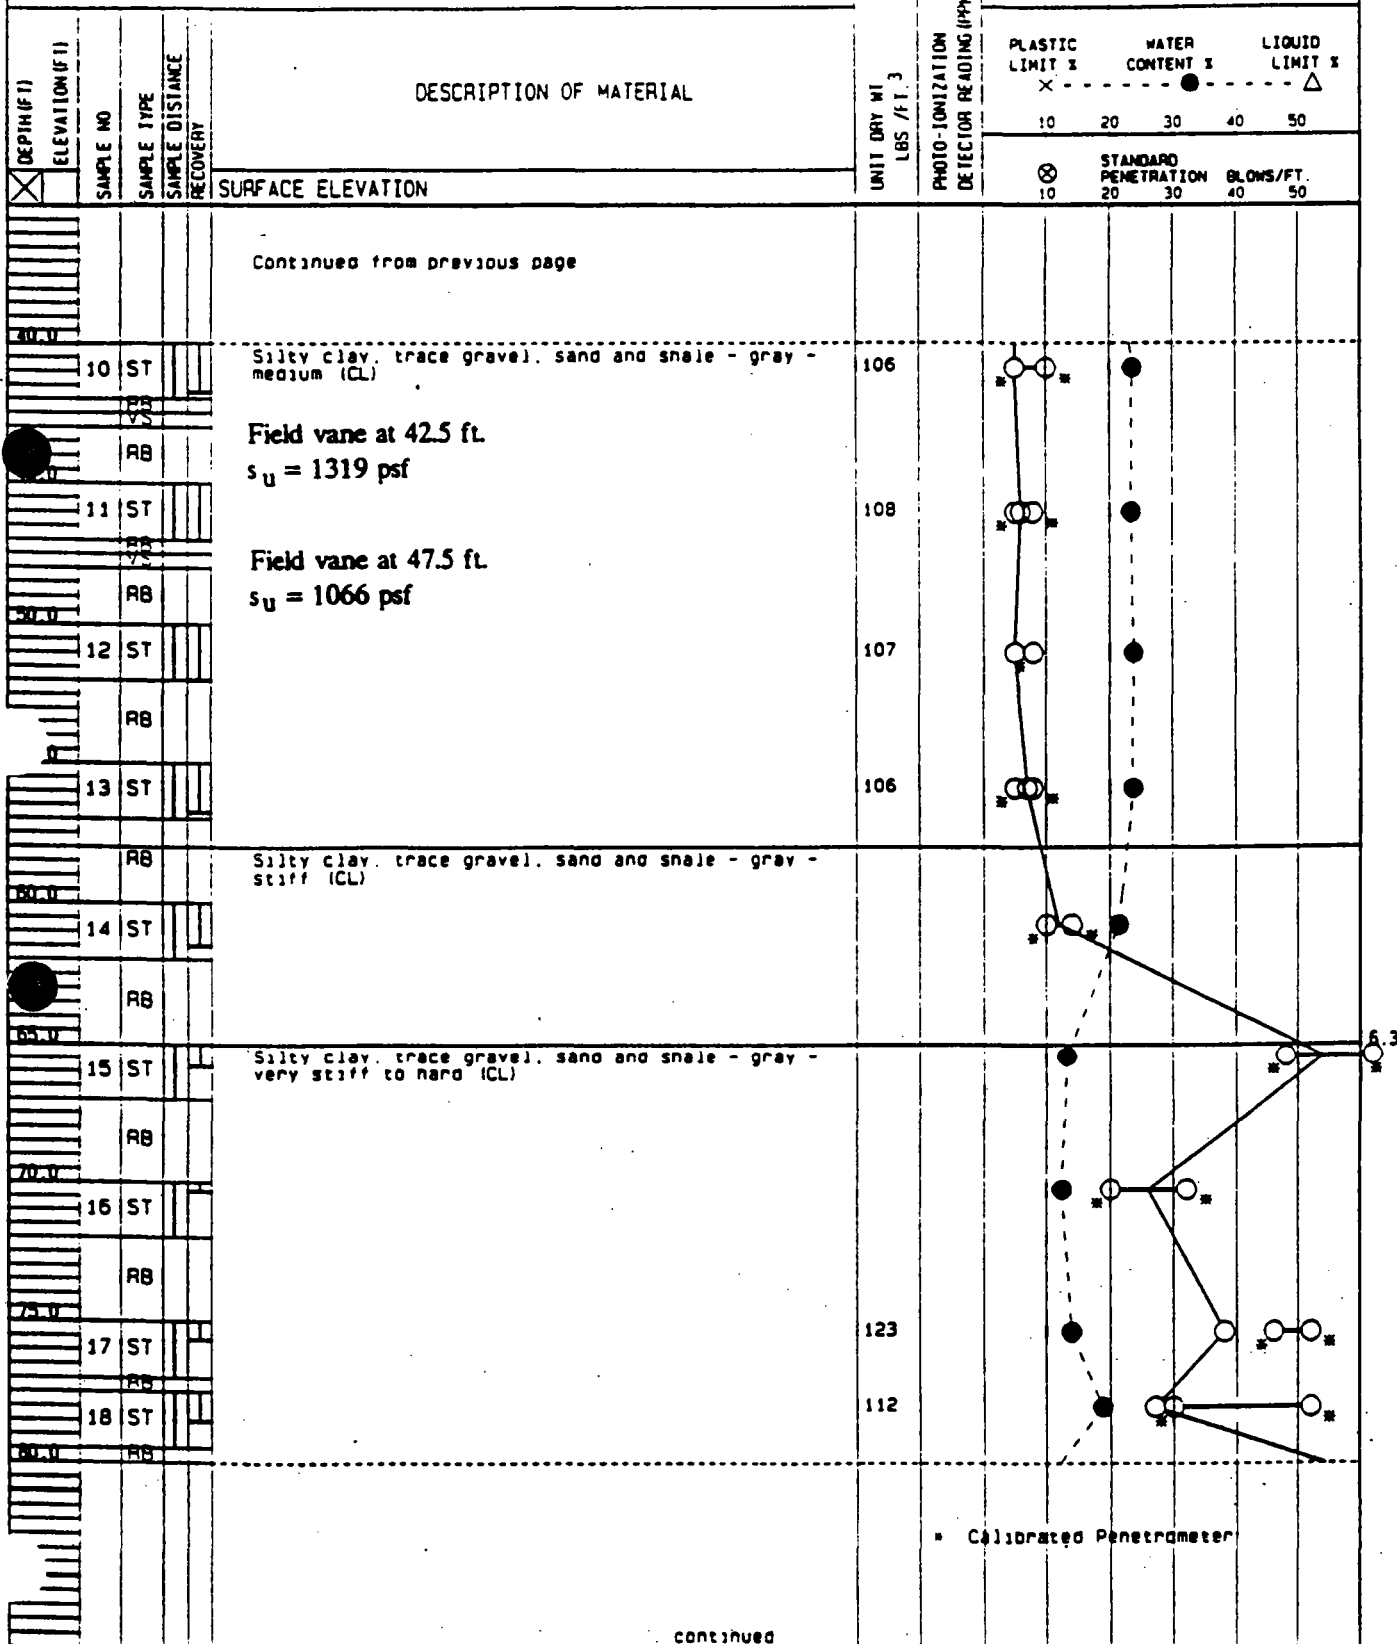 DEPTH(FT)
ELEVATION(FT)
SAMPLE NO
SAMPLE TYPE
SAMPLE DISTANCE
RECOVERY
DESCRIPTION OF MATERIAL
SURFACE ELEVATION
UNIT DRY WT
LBS /FT.3
PHOTO-IONIZATION
DETECTOR READING(PPM
PLASTIC LIMIT %
WATER CONTENT %
LIQUID LIMIT %
10 20 30 40 50
STANDARD
PENETRATION BLOWS/FT.
10 20 30 40 50
Continued from previous page
40.0
10 ST
Silty clay, trace gravel, sand and shale - gray -
medium (CL)
106
RB
VS
Field vane at 42.5 ft.
RB
su = 1319 psf
11 ST
108
RB
VS
Field vane at 47.5 ft.
RB
su = 1066 psf
50.0
12 ST
107
RB
13 ST
106
RB
Silty clay, trace gravel, sand and shale - gray -
stiff (CL)
60.0
14 ST
RB
65.0
6.3
15 ST
Silty clay, trace gravel, sand and shale - gray -
very stiff to hard (CL)
RB
70.0
16 ST
RB
75.0
17 ST
123
RB
18 ST
112
80.0
RB
* Calibrated Penetrometer
continued